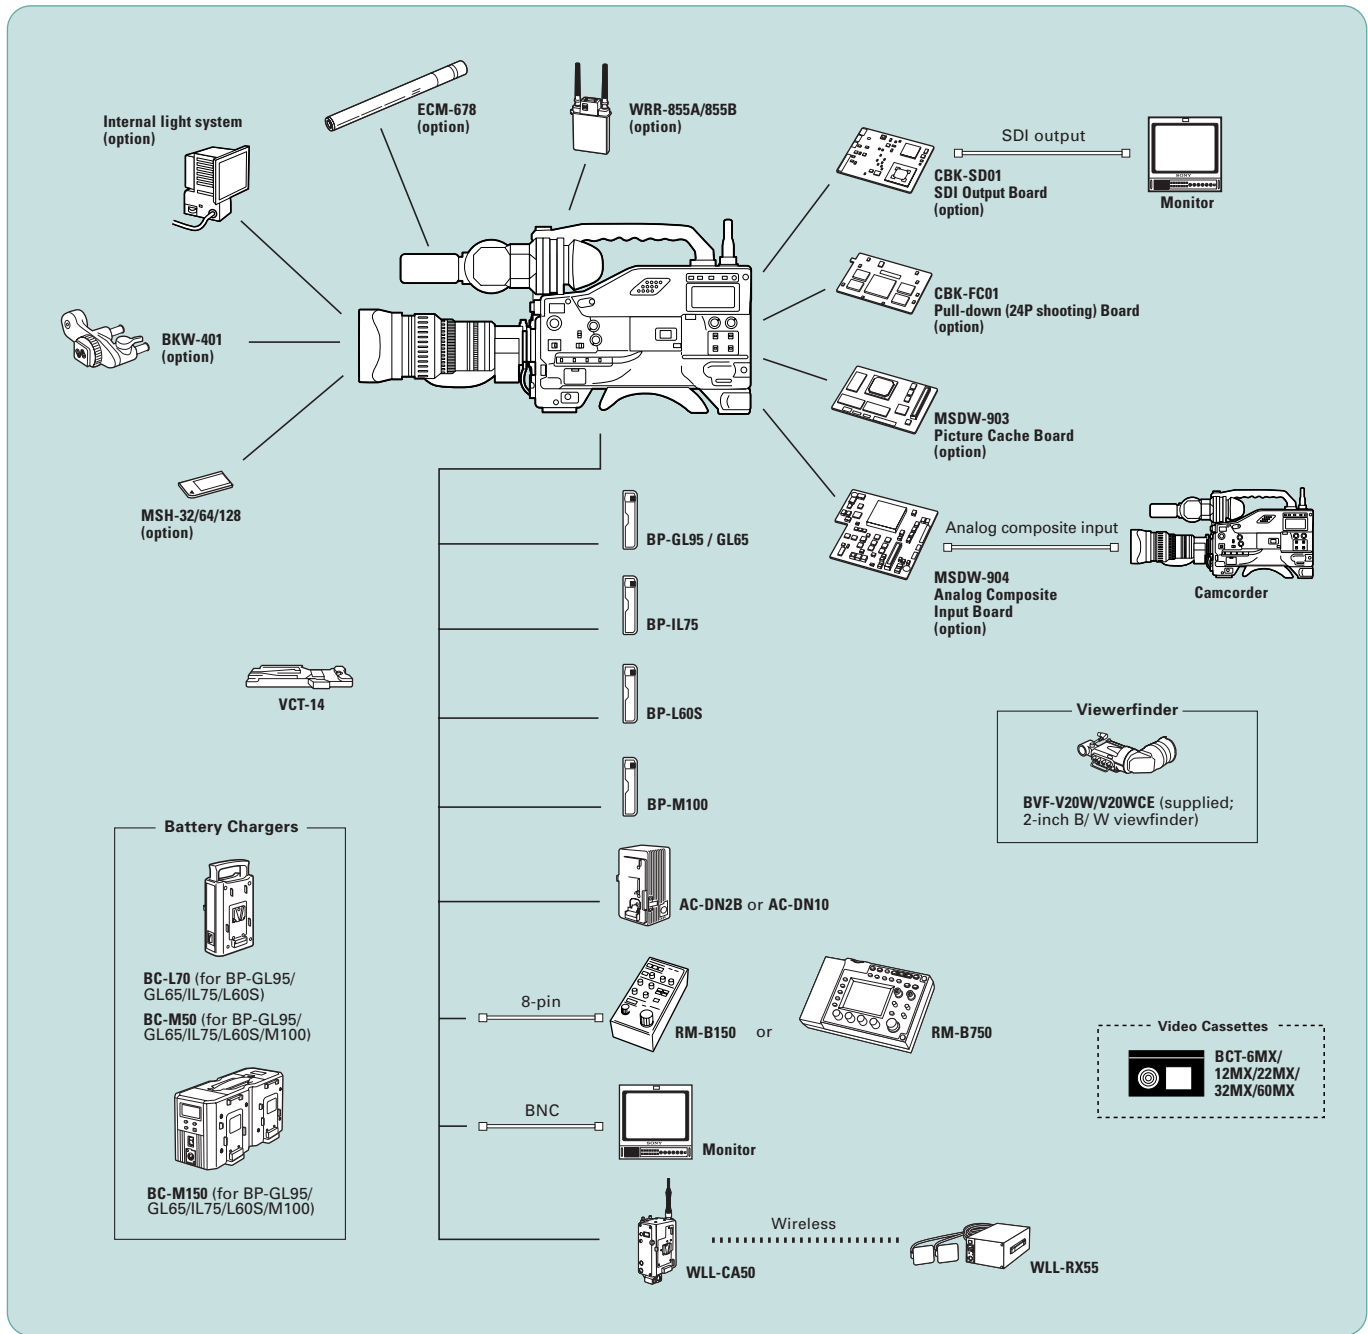 Internal light system
(option)
ECM-678
(option)
WRR-855A/855B
(option)
CBK-SD01
SDI Output Board
(option)
SDI output
SONY
Monitor
BKW-401
(option)
CBK-FC01
Pull-down (24P shooting) Board
(option)
MSDW-903
Picture Cache Board
(option)
MSH-32/64/128
(option)
MSDW-904
Analog Composite
Input Board
(option)
Analog composite input
Camcorder
BP-GL95 / GL65
BP-IL75
VCT-14
BP-L60S
BP-M100
Viewerfinder
BVF-V20W/V20WCE (supplied;
2-inch B/ W viewfinder)
Battery Chargers
BC-L70 (for BP-GL95/
GL65/IL75/L60S)
BC-M50 (for BP-GL95/
GL65/IL75/L60S/M100)
BC-M150 (for BP-GL95/
GL65/IL75/L60S/M100)
AC-DN2B or AC-DN10
8-pin
RM-B150 or RM-B750
BNC
SONY
Monitor
Wireless
WLL-CA50
WLL-RX55
Video Cassettes
BCT-6MX/
12MX/22MX/
32MX/60MX